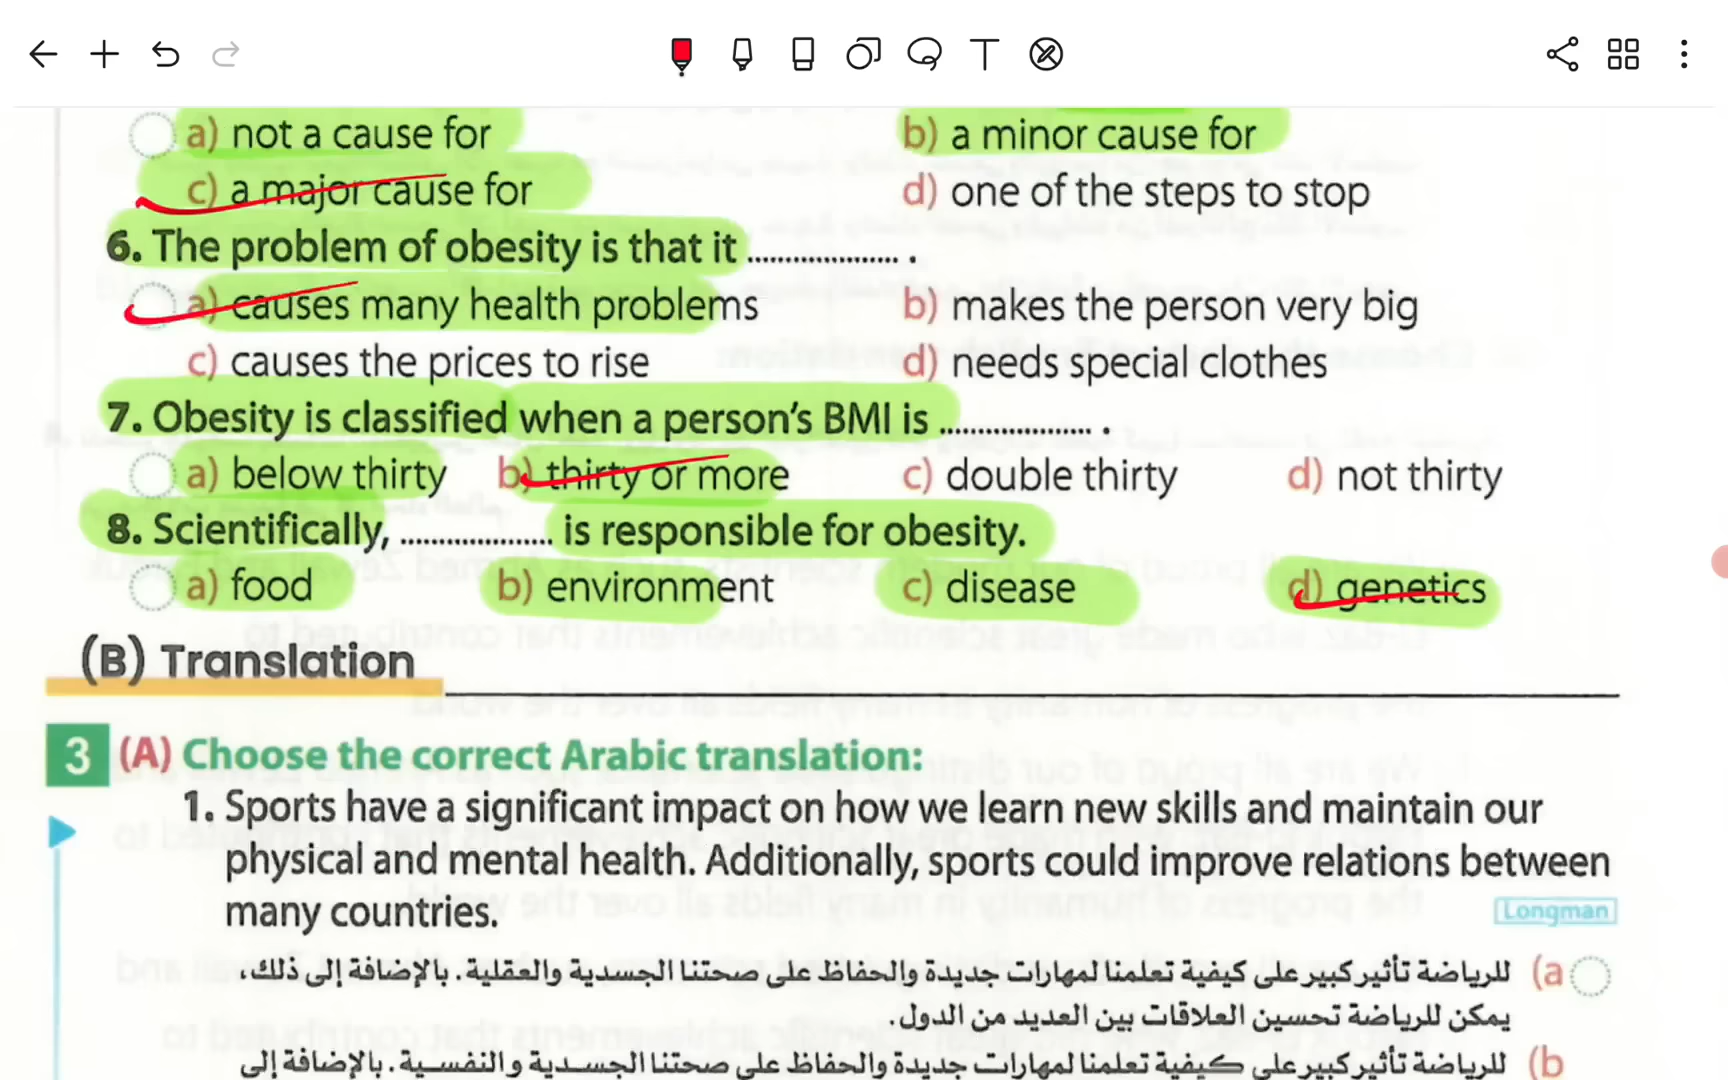 a) not a cause for b) a minor cause for
c) a major cause for d) one of the steps to stop
6. The problem of obesity is that it .................... .
a) causes many health problems b) makes the person very big
c) causes the prices to rise d) needs special clothes
7. Obesity is classified when a person's BMI is .................... .
a) below thirty b) thirty or more c) double thirty d) not thirty
8. Scientifically, .................... is responsible for obesity.
a) food b) environment c) disease d) genetics
(B) Translation
3 (A) Choose the correct Arabic translation:
1. Sports have a significant impact on how we learn new skills and maintain our
physical and mental health. Additionally, sports could improve relations between
many countries. Longman
a) للرياضة تأثير كبير على كيفية تعلمنا لمهارات جديدة والحفاظ على صحتنا الجسدية والعقلية. بالإضافة إلى ذلك،
يمكن للرياضة تحسين العلاقات بين العديد من الدول.
b) للرياضة تأثير كبير على كيفية تعلمنا لمهارات جديدة والحفاظ على صحتنا الجسدية والنفسية. بالإضافة إلى